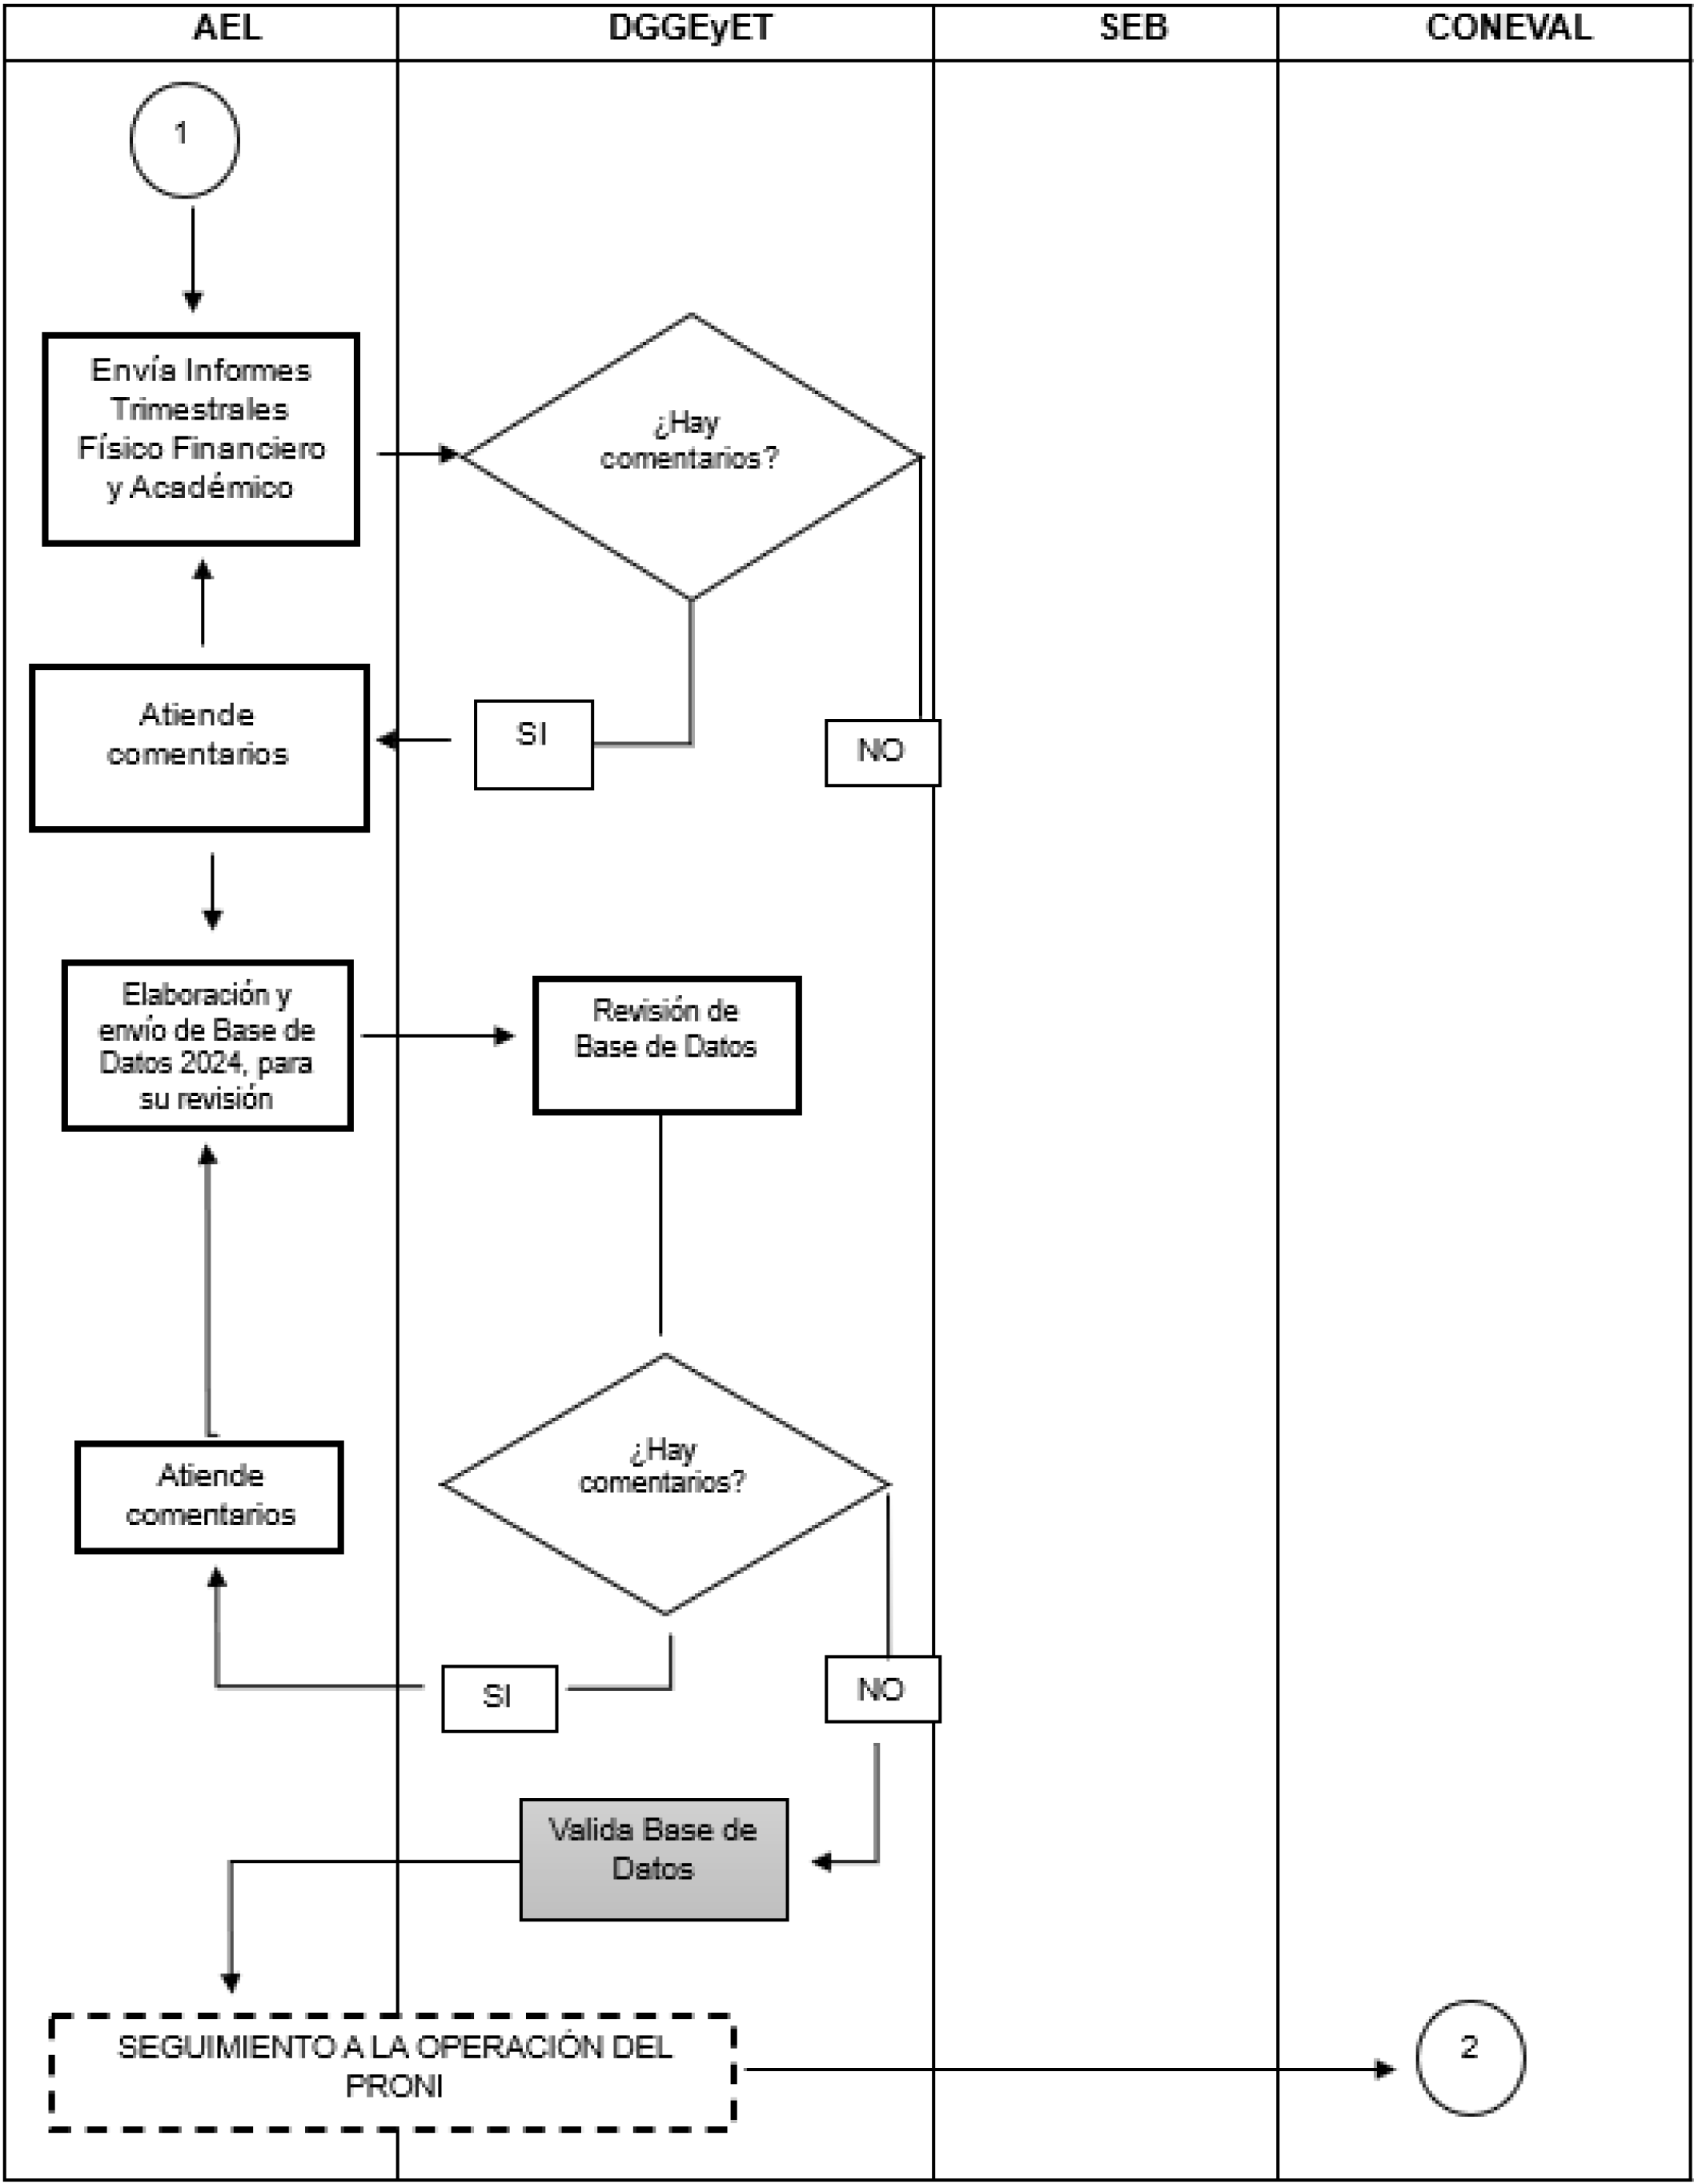 AEL
DGGEyET
SEB
CONEVAL
1
Envía Informes
Trimestrales
Físico Financiero
y Académico
¿Hay
comentarios?
Atiende
comentarios
SI
NO
Elaboración y
envío de Base de
Datos 2024, para
su revisión
Revisión de
Base de Datos
¿Hay
comentarios?
Atiende
comentarios
SI
NO
Valida Base de
Datos
SEGUIMIENTO A LA OPERACIÓN DEL
PRONI
2